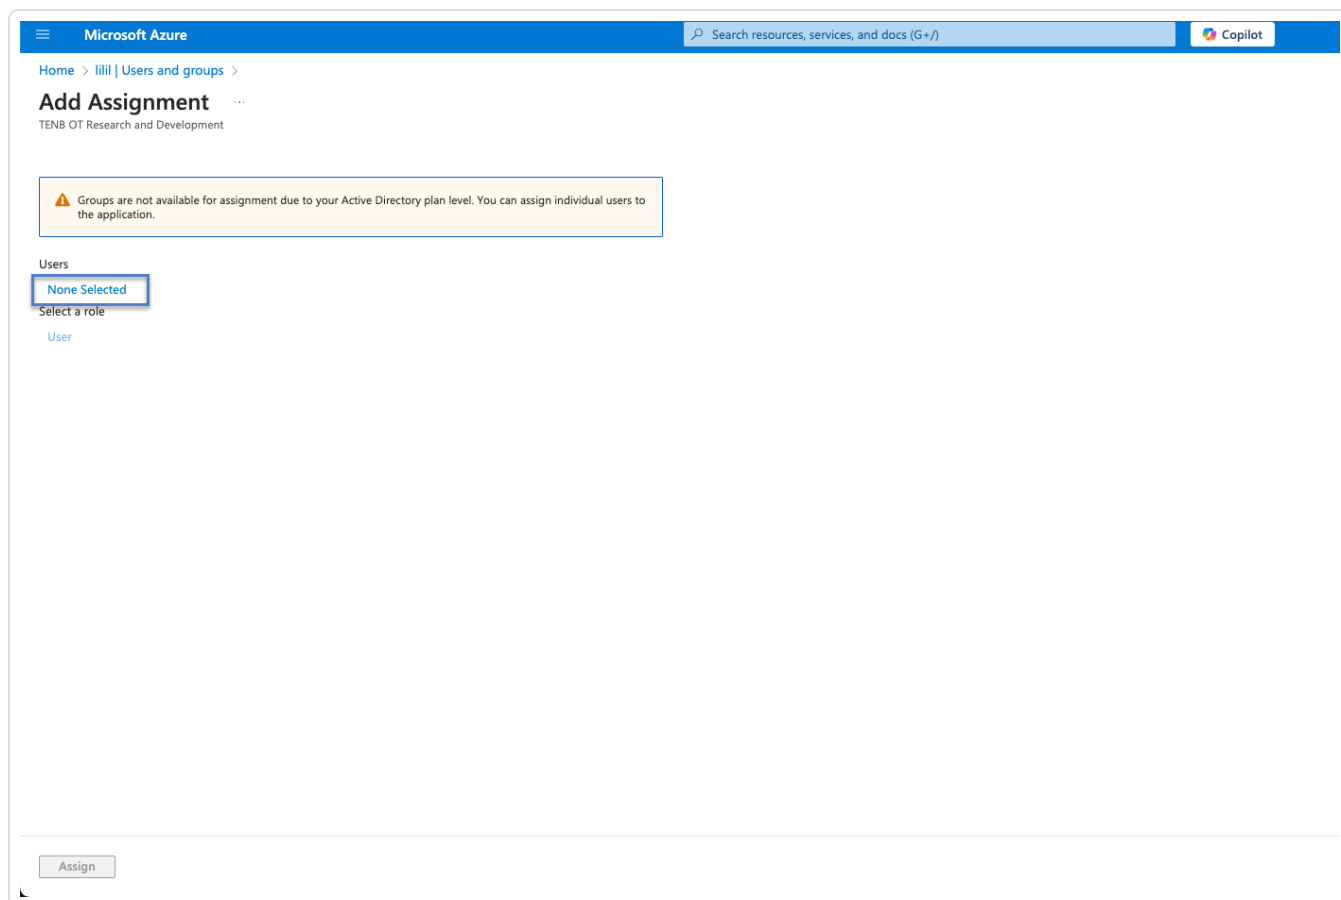 Microsoft Azure
Search resources, services, and docs (G+/)
Copilot
Home > lilil | Users and groups >
Add Assignment ...
TENB OT Research and Development
Groups are not available for assignment due to your Active Directory plan level. You can assign individual users to
the application.
Users
None Selected
Select a role
User
Assign